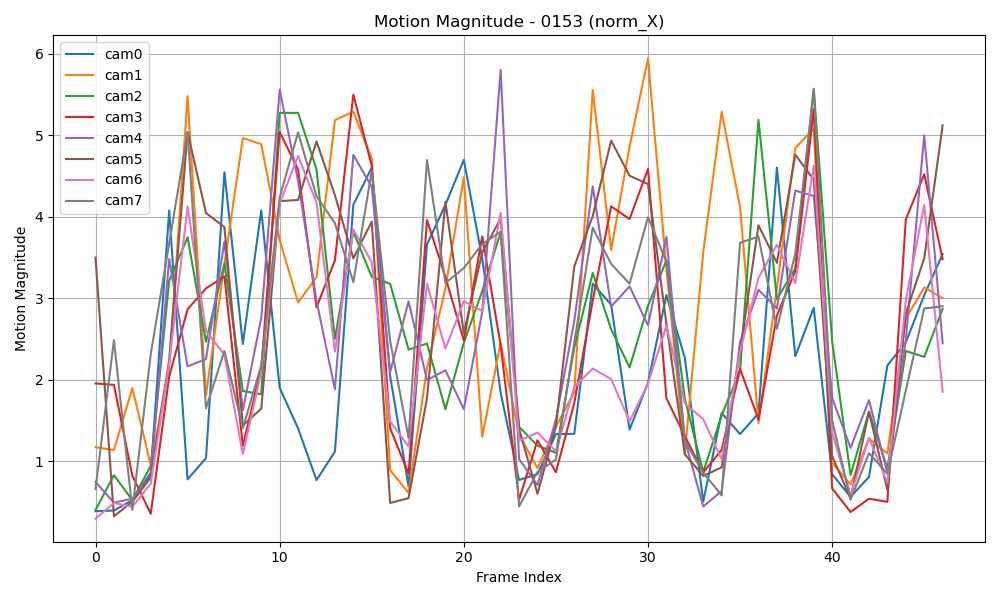 Motion Magnitude - 0153 (norm_X)
cam0
cam1
cam2
cam3
cam4
cam5
cam6
cam7
Motion Magnitude
6
5
4
3
2
1
0 10 20 30 40
Frame Index